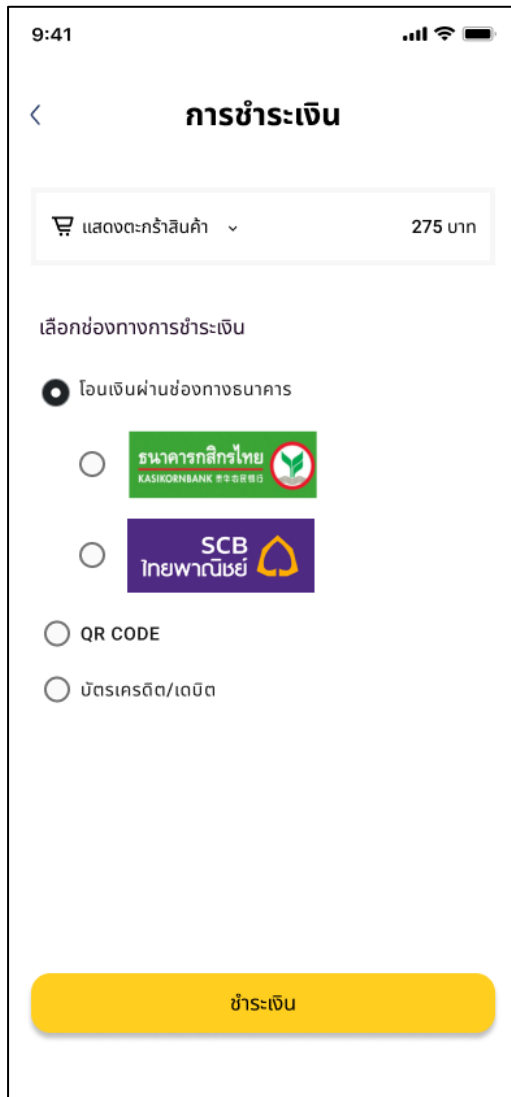 9:41
การชำระเงิน
แสดงตะกร้าสินค้า 275 บาท
เลือกช่องทางการชำระเงิน
โอนเงินผ่านช่องทางธนาคาร
ธนาคารกสิกรไทย
KASIKORNBANK
SCB
ไทยพาณิชย์
QR CODE
บัตรเครดิต/เดบิต
ชำระเงิน